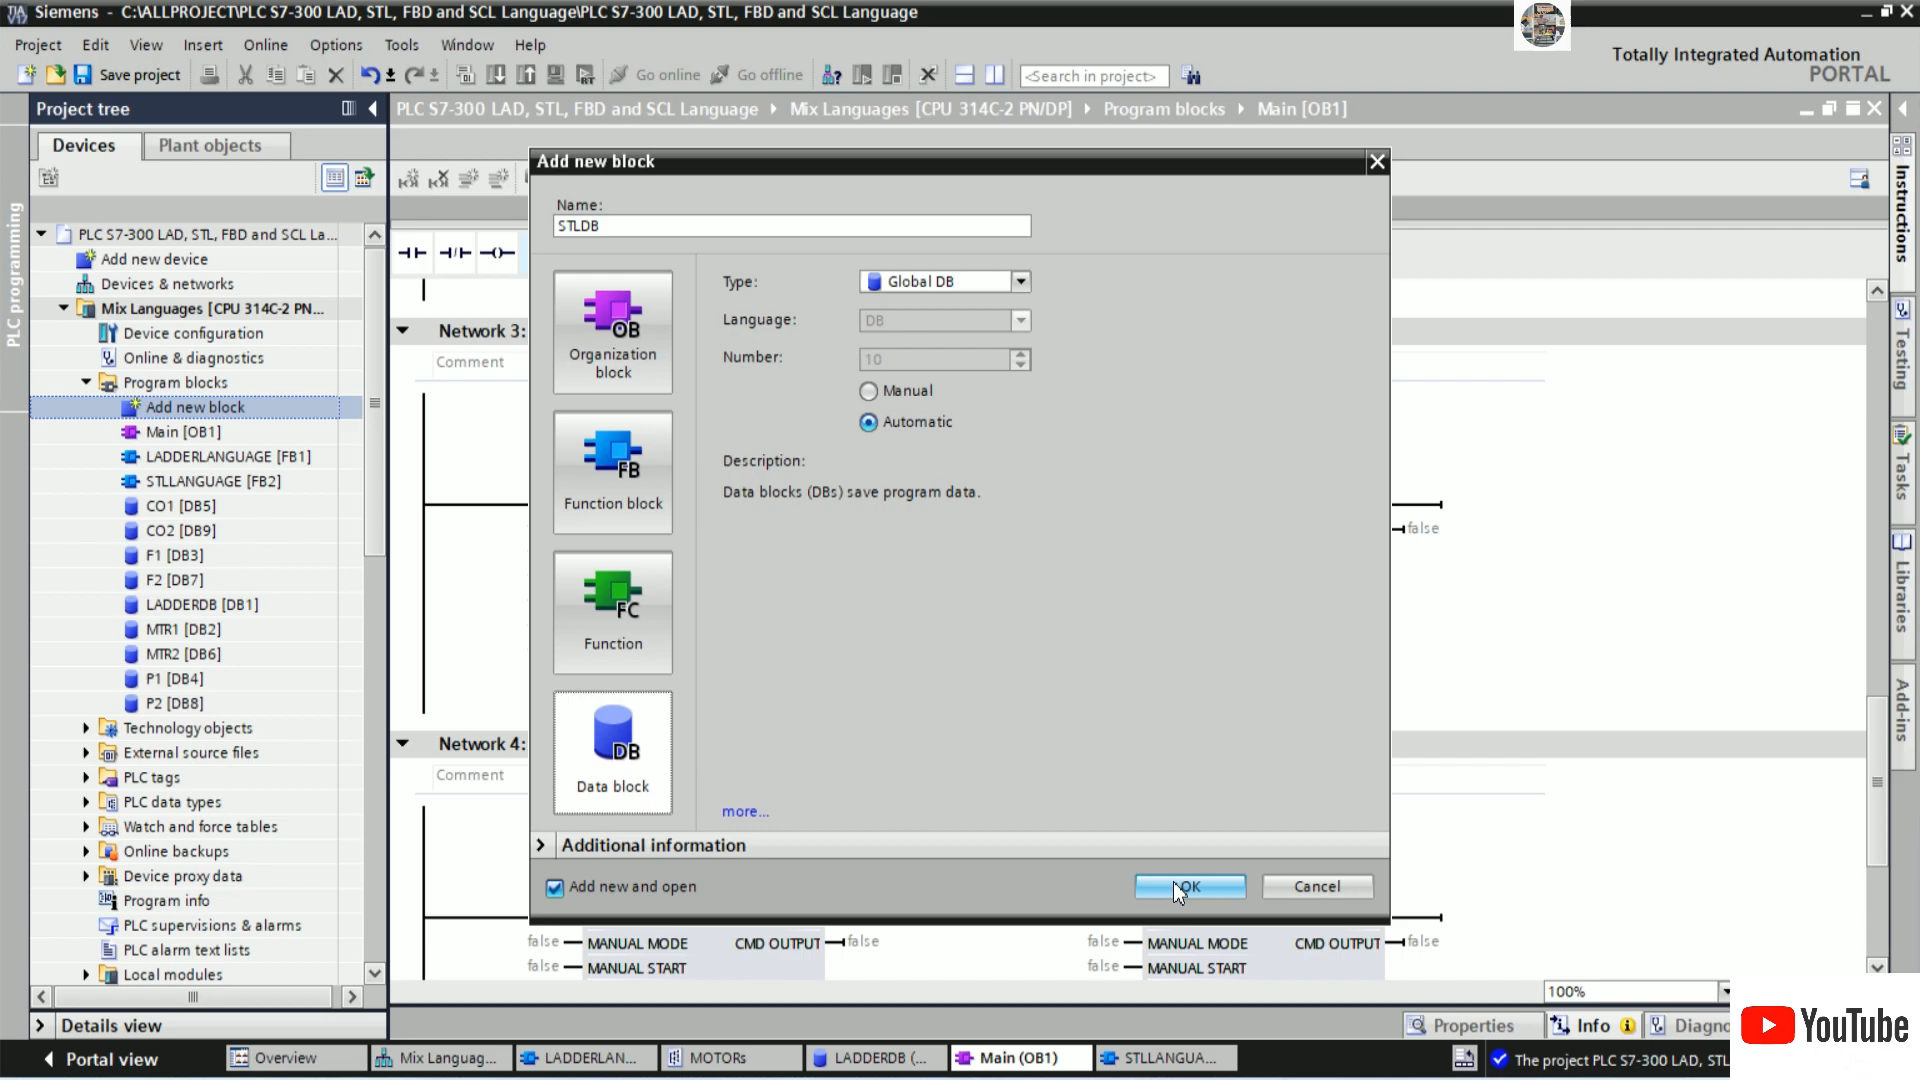 Siemens - C:\ALLPROJECT\PLC S7-300 LAD, STL, FBD and SCL Language\PLC S7-300 LAD, STL, FBD and SCL Language
Project Edit View Insert Online Options Tools Window Help
Totally Integrated Automation
PORTAL
Save project
Go online
Go offline
<Search in project>
Project tree
PLC S7-300 LAD, STL, FBD and SCL Language
Mix Languages [CPU 314C-2 PN/DP]
Program blocks
Main [OB1]
Devices
Plant objects
PLC programming
PLC S7-300 LAD, STL, FBD and SCL La...
Add new device
Devices & networks
Mix Languages [CPU 314C-2 PN...
Device configuration
Online & diagnostics
Program blocks
Add new block
Main [OB1]
LADDERLANGUAGE [FB1]
STLLANGUAGE [FB2]
CO1 [DB5]
CO2 [DB9]
F1 [DB3]
F2 [DB7]
LADDERDB [DB1]
MTR1 [DB2]
MTR2 [DB6]
P1 [DB4]
P2 [DB8]
Technology objects
External source files
PLC tags
PLC data types
Watch and force tables
Online backups
Device proxy data
Program info
PLC supervisions & alarms
PLC alarm text lists
Local modules
Details view
Network 3:
Comment
Network 4:
Comment
Add new block
Name:
STLDB
OB
Organization
block
FB
Function block
FC
Function
DB
Data block
Type:
Global DB
Language:
DB
Number:
10
Manual
Automatic
Description:
Data blocks (DBs) save program data.
more...
Additional information
Add new and open
OK
Cancel
false
false MANUAL MODE CMD OUTPUT false
false MANUAL START
false MANUAL MODE CMD OUTPUT false
false MANUAL START
100%
Instructions
Testing
Tasks
Libraries
Add-ins
Properties
Info
Diagno
Portal view
Overview
Mix Languag...
LADDERLAN...
MOTORs
LADDERDB (...
Main (OB1)
STLLANGUA...
The project PLC S7-300 LAD, STL
YouTube